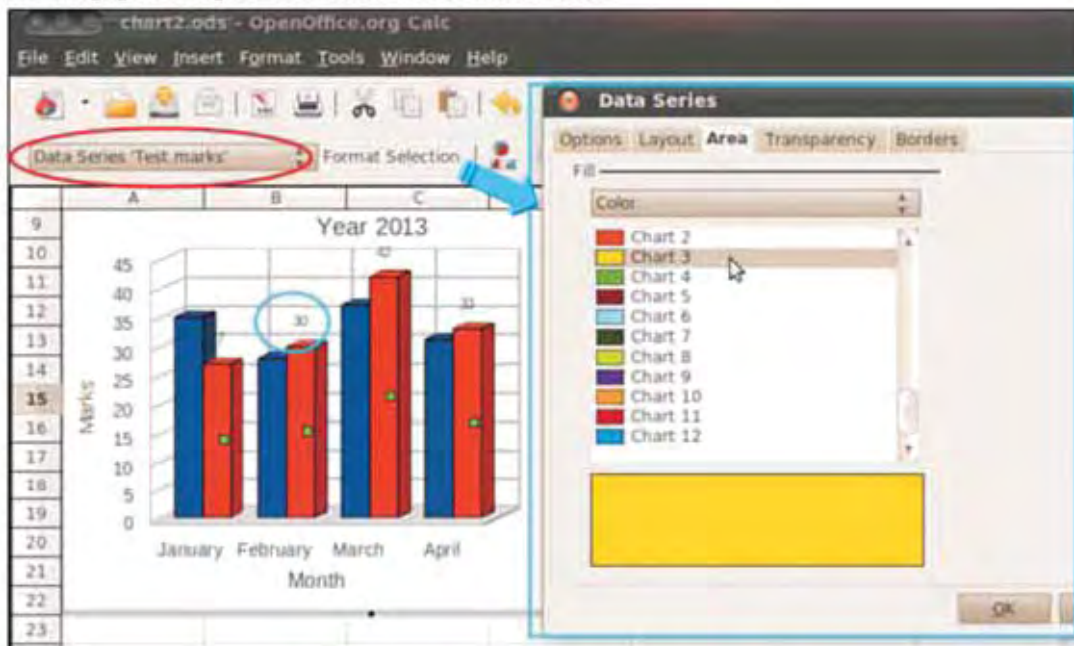 chart2.ods - OpenOffice.org Calc
File Edit View Insert Format Tools Window Help
Data Series 'Test marks'
Format Selection
Data Series
Options Layout Area Transparency Borders
Fill
Color
Chart 2
Chart 3
Chart 4
Chart 5
Chart 6
Chart 7
Chart 8
Chart 9
Chart 10
Chart 11
Chart 12
OK
A B C
9
10
11
12
13
14
15
16
17
18
19
20
21
22
23
Year 2013
Marks
45
40
35
30
25
20
15
10
5
0
30
42
33
January February March April
Month